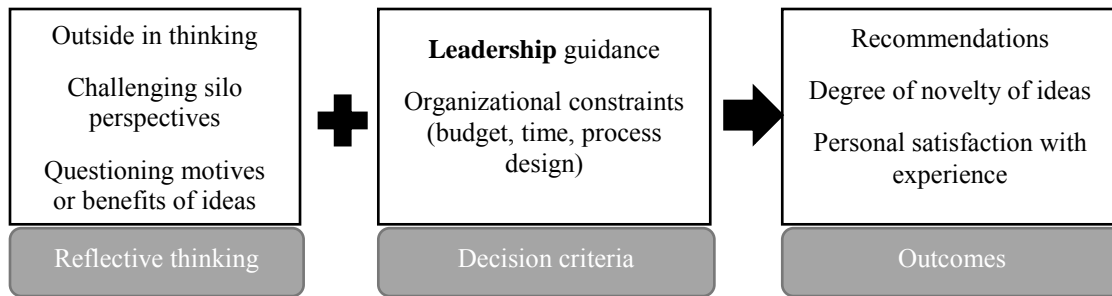 Outside in thinking
Challenging silo
perspectives
Questioning motives
or benefits of ideas
Reflective thinking
Leadership guidance
Organizational constraints
(budget, time, process
design)
Decision criteria
Recommendations
Degree of novelty of ideas
Personal satisfaction with
experience
Outcomes